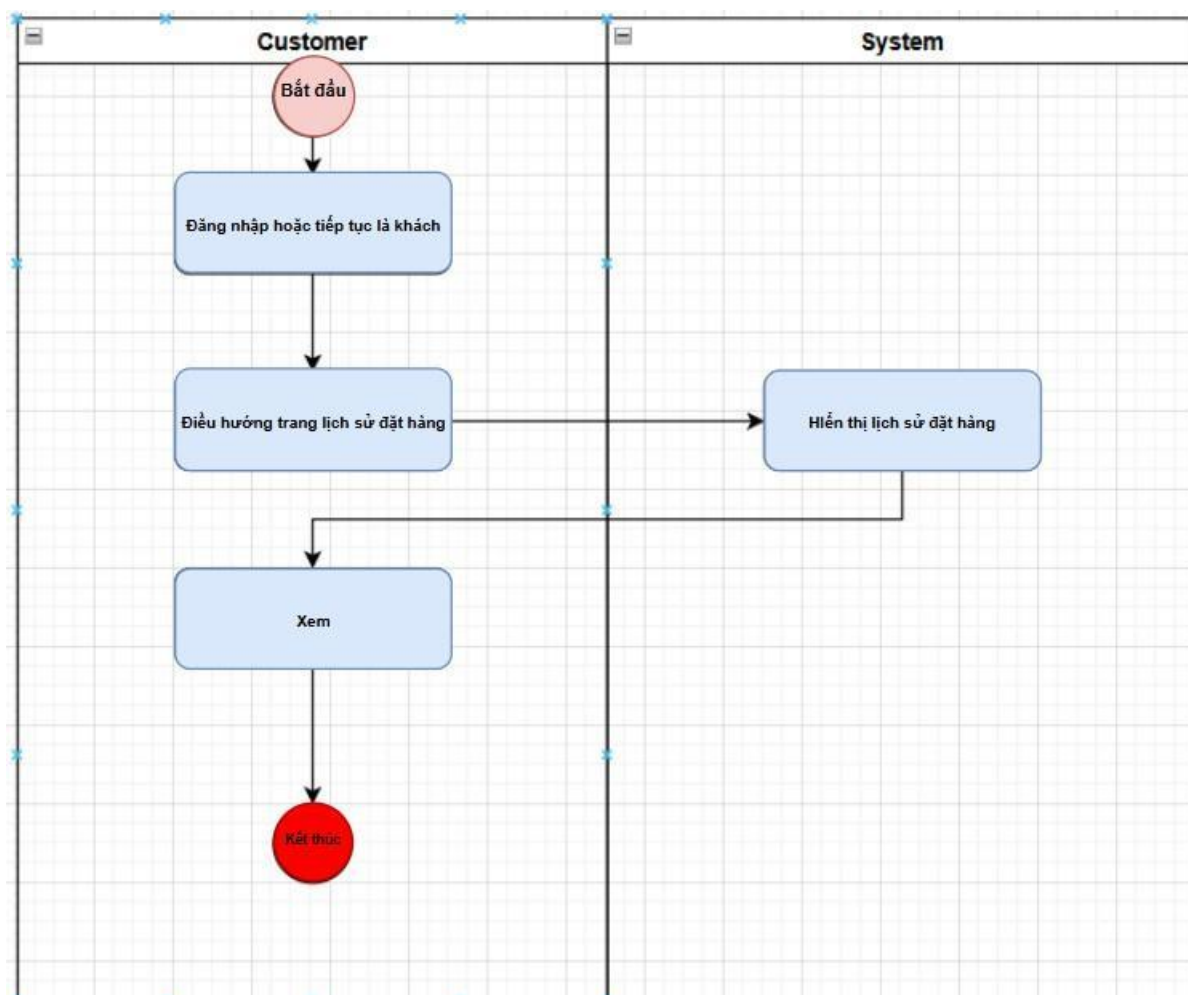 Customer
System
Bắt đầu
Đăng nhập hoặc tiếp tục là khách
Điều hướng trang lịch sử đặt hàng
HIển thị lịch sử đặt hàng
Xem
Kết thúc